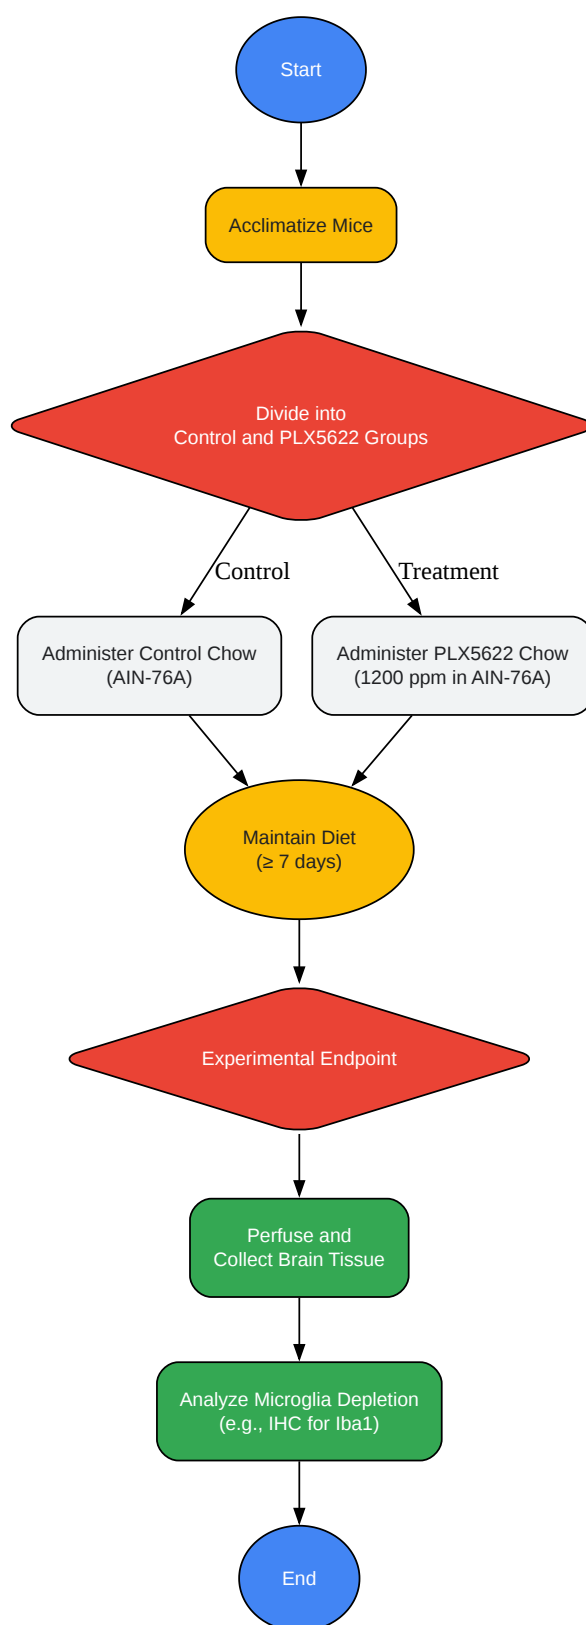 Start
Acclimatize Mice
Divide into
Control and PLX5622 Groups
Control
Treatment
Administer Control Chow
(AIN-76A)
Administer PLX5622 Chow
(1200 ppm in AIN-76A)
Maintain Diet
(≥ 7 days)
Experimental Endpoint
Perfuse and
Collect Brain Tissue
Analyze Microglia Depletion
(e.g., IHC for Iba1)
End